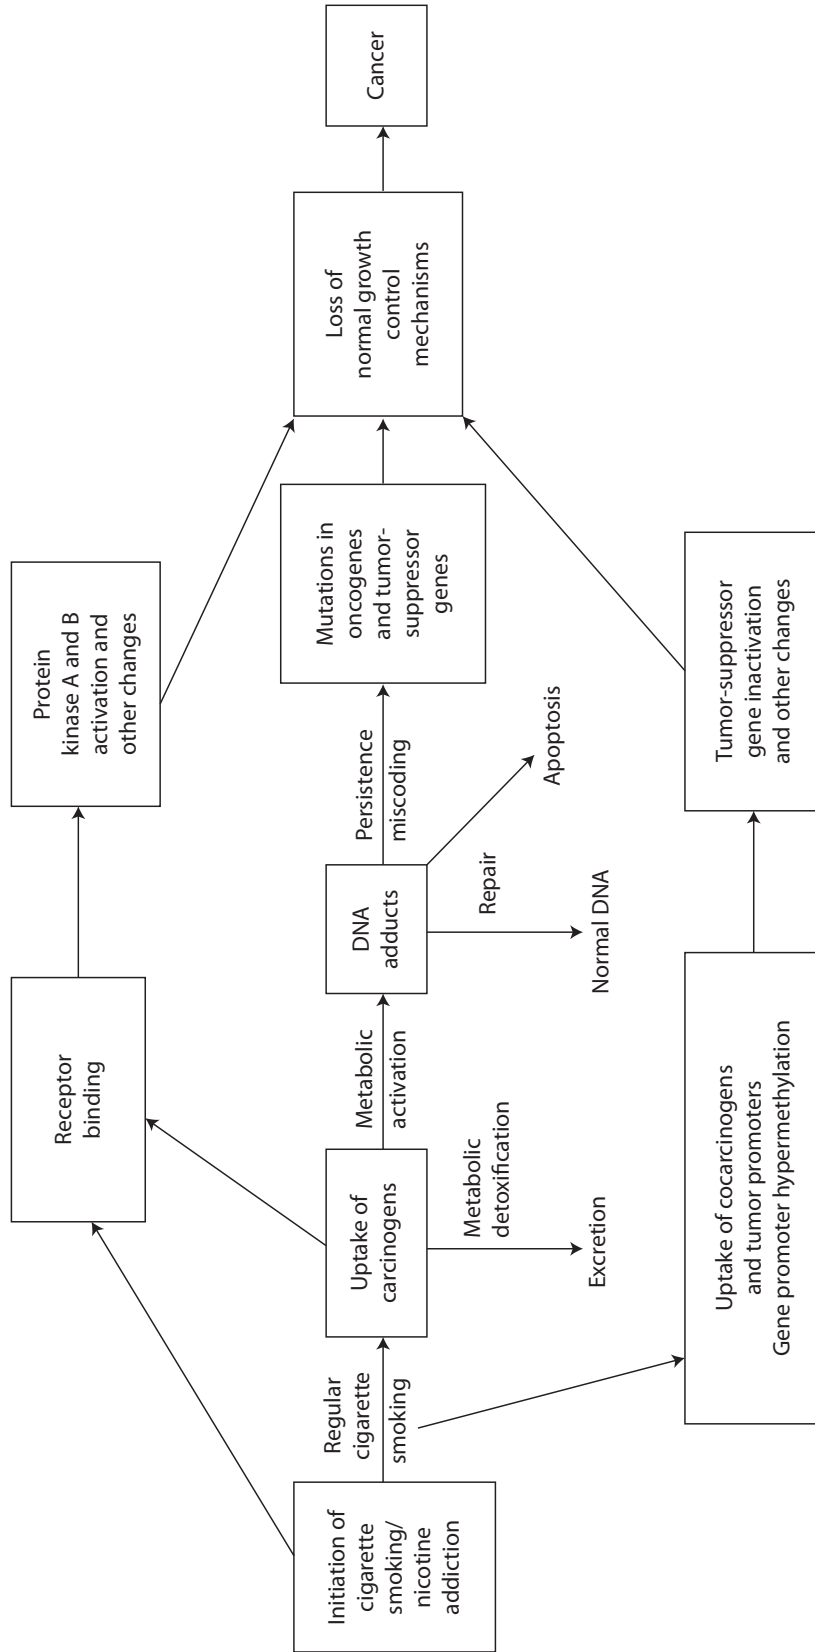 Initiation of
cigarette
smoking/
nicotine
addiction
Regular
cigarette
smoking
Receptor
binding
Uptake of
carcinogens
Metabolic
detoxification
Excretion
Uptake of cocarcinogens
and tumor promoters
Gene promoter hypermethylation
Metabolic
activation
DNA
adducts
Repair
Normal DNA
Apoptosis
Persistence
miscoding
Protein
kinase A and B
activation and
other changes
Mutations in
oncogenes
and tumor-
suppressor
genes
Tumor-suppressor
gene inactivation
and other changes
Loss of
normal growth
control
mechanisms
Cancer